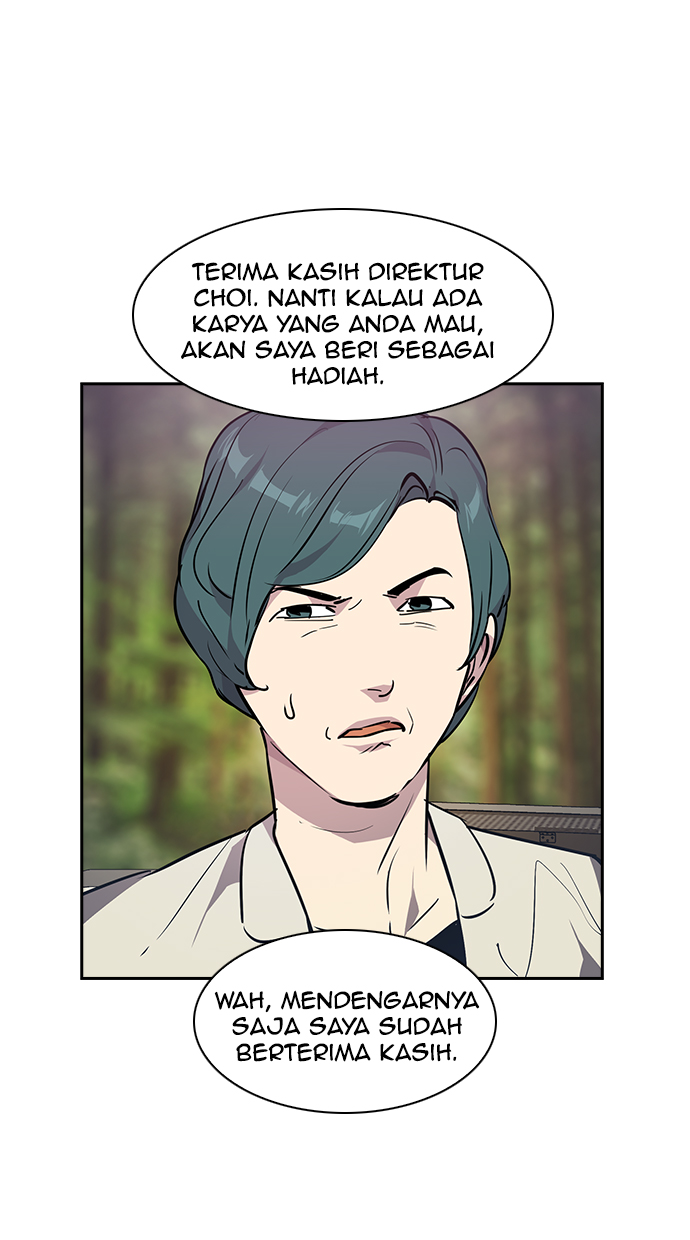 TERIMA KASIH DIREKTUR
CHOI. NANTI KALAU ADA
KARYA YANG ANDA MAU,
AKAN SAYA BERI SEBAGAI
HADIAH.
WAH, MENDENGARNYA
SAJA SAYA SUDAH
BERTERIMA KASIH.